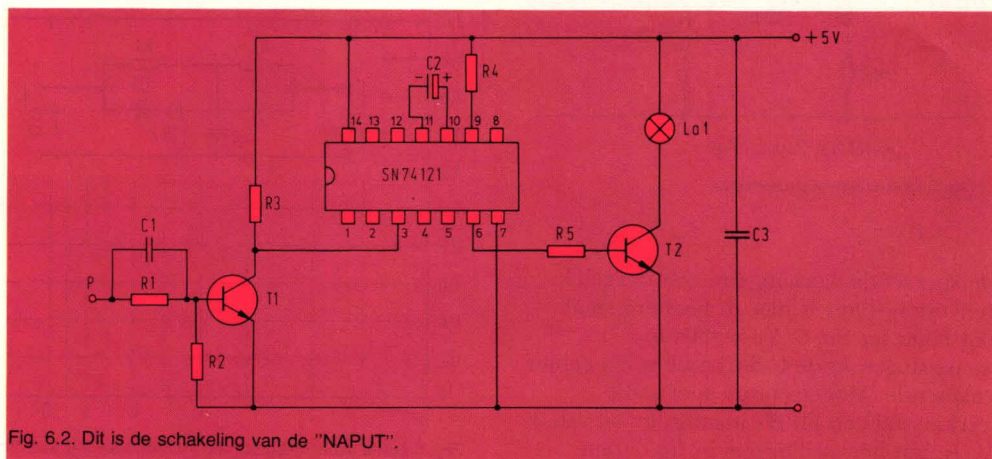 +5V
C2
- +
R4
14 13 12 11 10 9 8
La1
SN74121
R3
C3
1 2 3 4 5 6 7
R5
T2
C1
P
R1
T1
R2
Fig. 6.2. Dit is de schakeling van de "NAPUT".